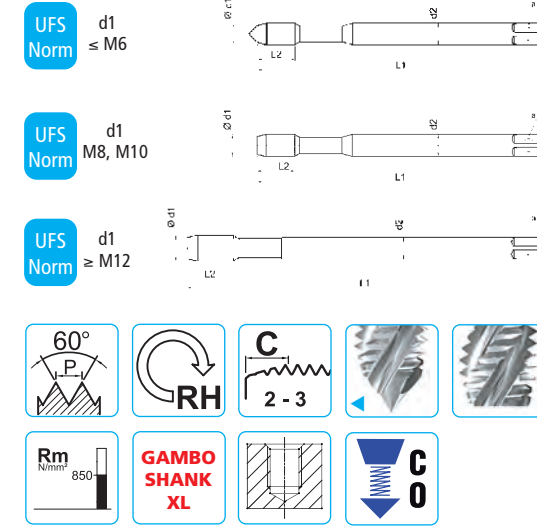 UFS Norm
d1 ≤ M6
Ø d1
L2
d2
L1
a
UFS Norm
d1 M8, M10
Ø d1
L2
d2
L1
a
UFS Norm
d1 ≥ M12
Ø d1
L2
d2
a
60°
P
RH
C
2 - 3
Rm
N/mm²
850
GAMBO
SHANK
XL
C
O